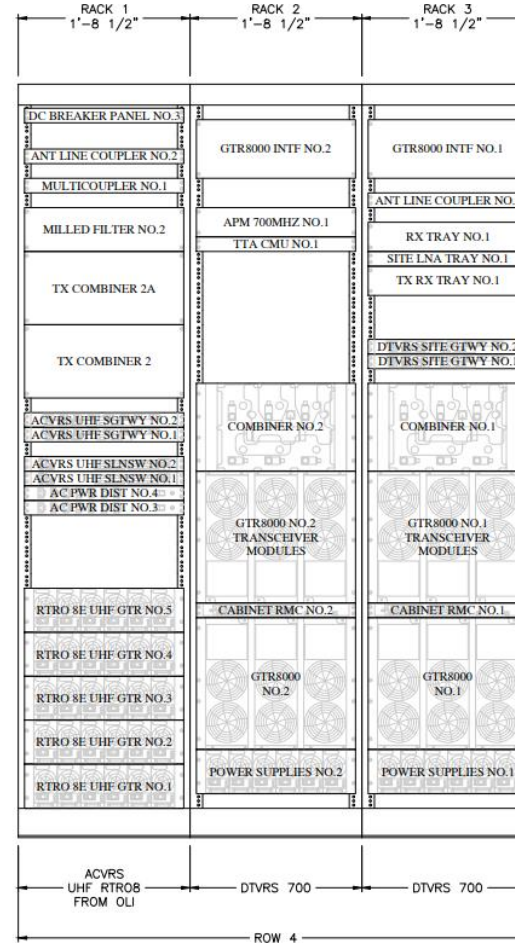 RACK 1
1'-8 1/2"
RACK 2
1'-8 1/2"
RACK 3
1'-8 1/2"
DC BREAKER PANEL NO.3
ANT LINE COUPLER NO.2
MULTICOUPLER NO.1
MILLED FILTER NO.2
TX COMBINER 2A
TX COMBINER 2
ACVRS UHF SGTWY NO.2
ACVRS UHF SGTWY NO.1
ACVRS UHF SLNSW NO.2
ACVRS UHF SLNSW NO.1
AC PWR DIST NO.4
AC PWR DIST NO.3
RTRO 8E UHF GTR NO.5
RTRO 8E UHF GTR NO.4
RTRO 8E UHF GTR NO.3
RTRO 8E UHF GTR NO.2
RTRO 8E UHF GTR NO.1
GTR8000 INTF NO.2
APM 700MHZ NO.1
TTA CMU NO.1
COMBINER NO.2
GTR8000 NO.2
TRANSCEIVER
MODULES
CABINET RMC NO.2
GTR8000
NO.2
POWER SUPPLIES NO.2
GTR8000 INTF NO.1
ANT LINE COUPLER NO.
RX TRAY NO.1
SITE LNA TRAY NO.1
TX RX TRAY NO.1
DTVRS SITE GTWY NO.2
DTVRS SITE GTWY NO.1
COMBINER NO.1
GTR8000 NO.1
TRANSCEIVER
MODULES
CABINET RMC NO.1
GTR8000
NO.1
POWER SUPPLIES NO.1
ACVRS
UHF RTRO8
FROM OLI
DTVRS 700
DTVRS 700
ROW 4